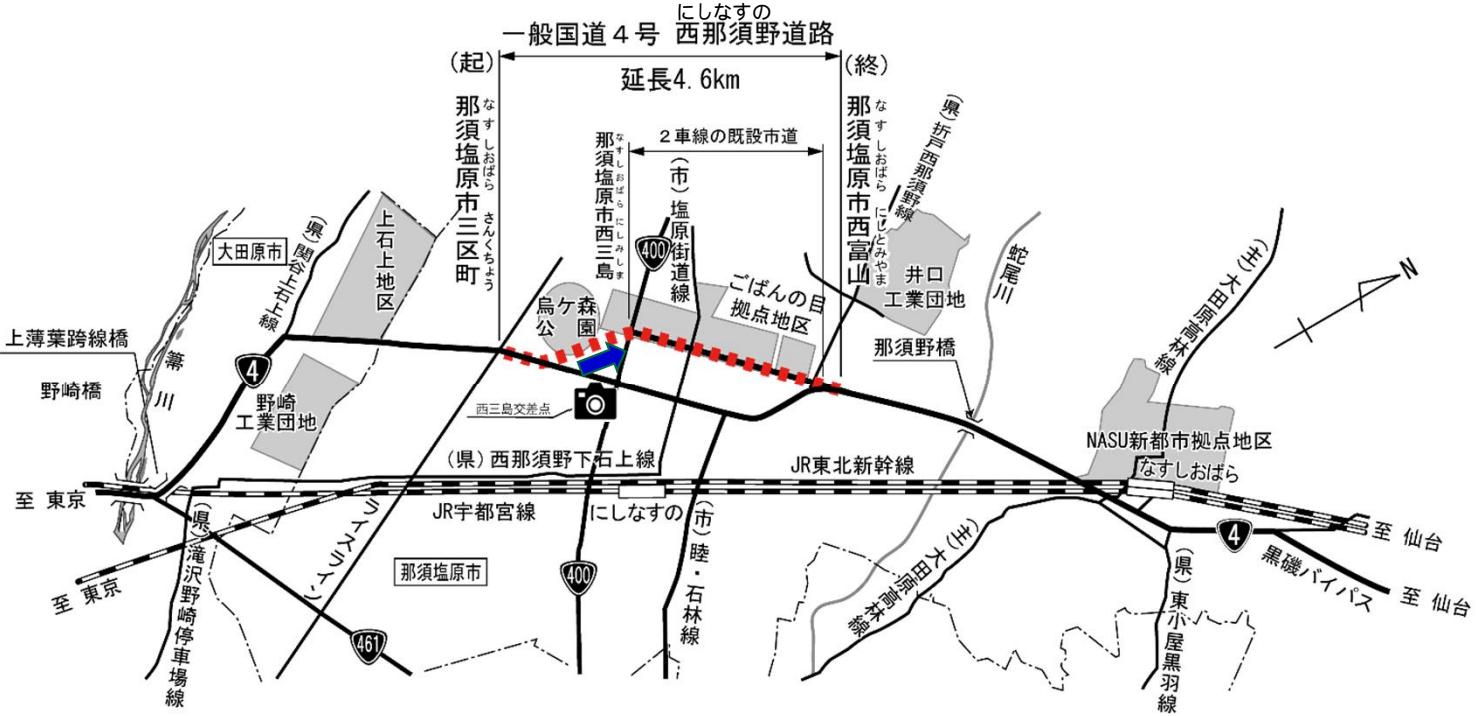 にしなすの
一般国道4号 西那須野道路
(起)
(終)
延長4.6km
なすしおばら さんくちょう
那須塩原市三区町
なすしおばら にしみしま
那須塩原市西三島
2車線の既設市道
なすしおばら にしとみやま
那須塩原市西富山
(県)折戸西那須野線
(市)塩原街道線
400
大田原市
(県)関谷上石上線
上石上地区
烏ケ森
公園
ごばんの目
拠点地区
井口
工業団地
蛇尾川
(主)大田原高林線
N
上薄葉跨線橋
野崎橋
箒川
4
野崎
工業団地
西三島交差点
那須野橋
NASU新都市拠点地区
なすしおばら
(県)西那須野下石上線
JR東北新幹線
至 東京
JR宇都宮線
にしなすの
至 東京
(県)滝沢野崎停車場線
ライスライン
那須塩原市
461
400
(市)睦・石林線
(主)大田原高林線
4
至 仙台
黒磯バイパス
至 仙台
(県)東小屋黒羽線